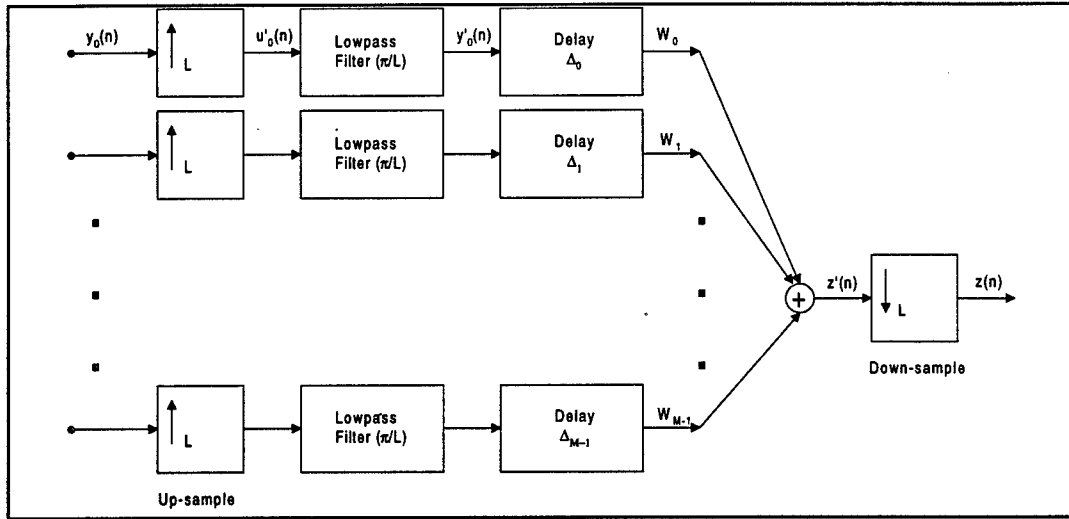 y₀(n)
L
u'₀(n)
Lowpass
Filter (π/L)
y'₀(n)
Delay
Δ₀
W₀
L
Lowpass
Filter (π/L)
Delay
Δ₁
W₁
+
z'(n)
L
z(n)
Down-sample
L
Lowpass
Filter (π/L)
Delay
Δ_M-1
W_M-1
Up-sample